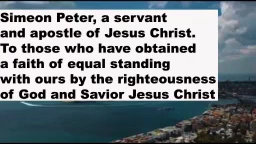 Simeon Peter, a servant
and apostle of Jesus Christ.
To those who have obtained
a faith of equal standing
with ours by the righteousness
of God and Savior Jesus Christ